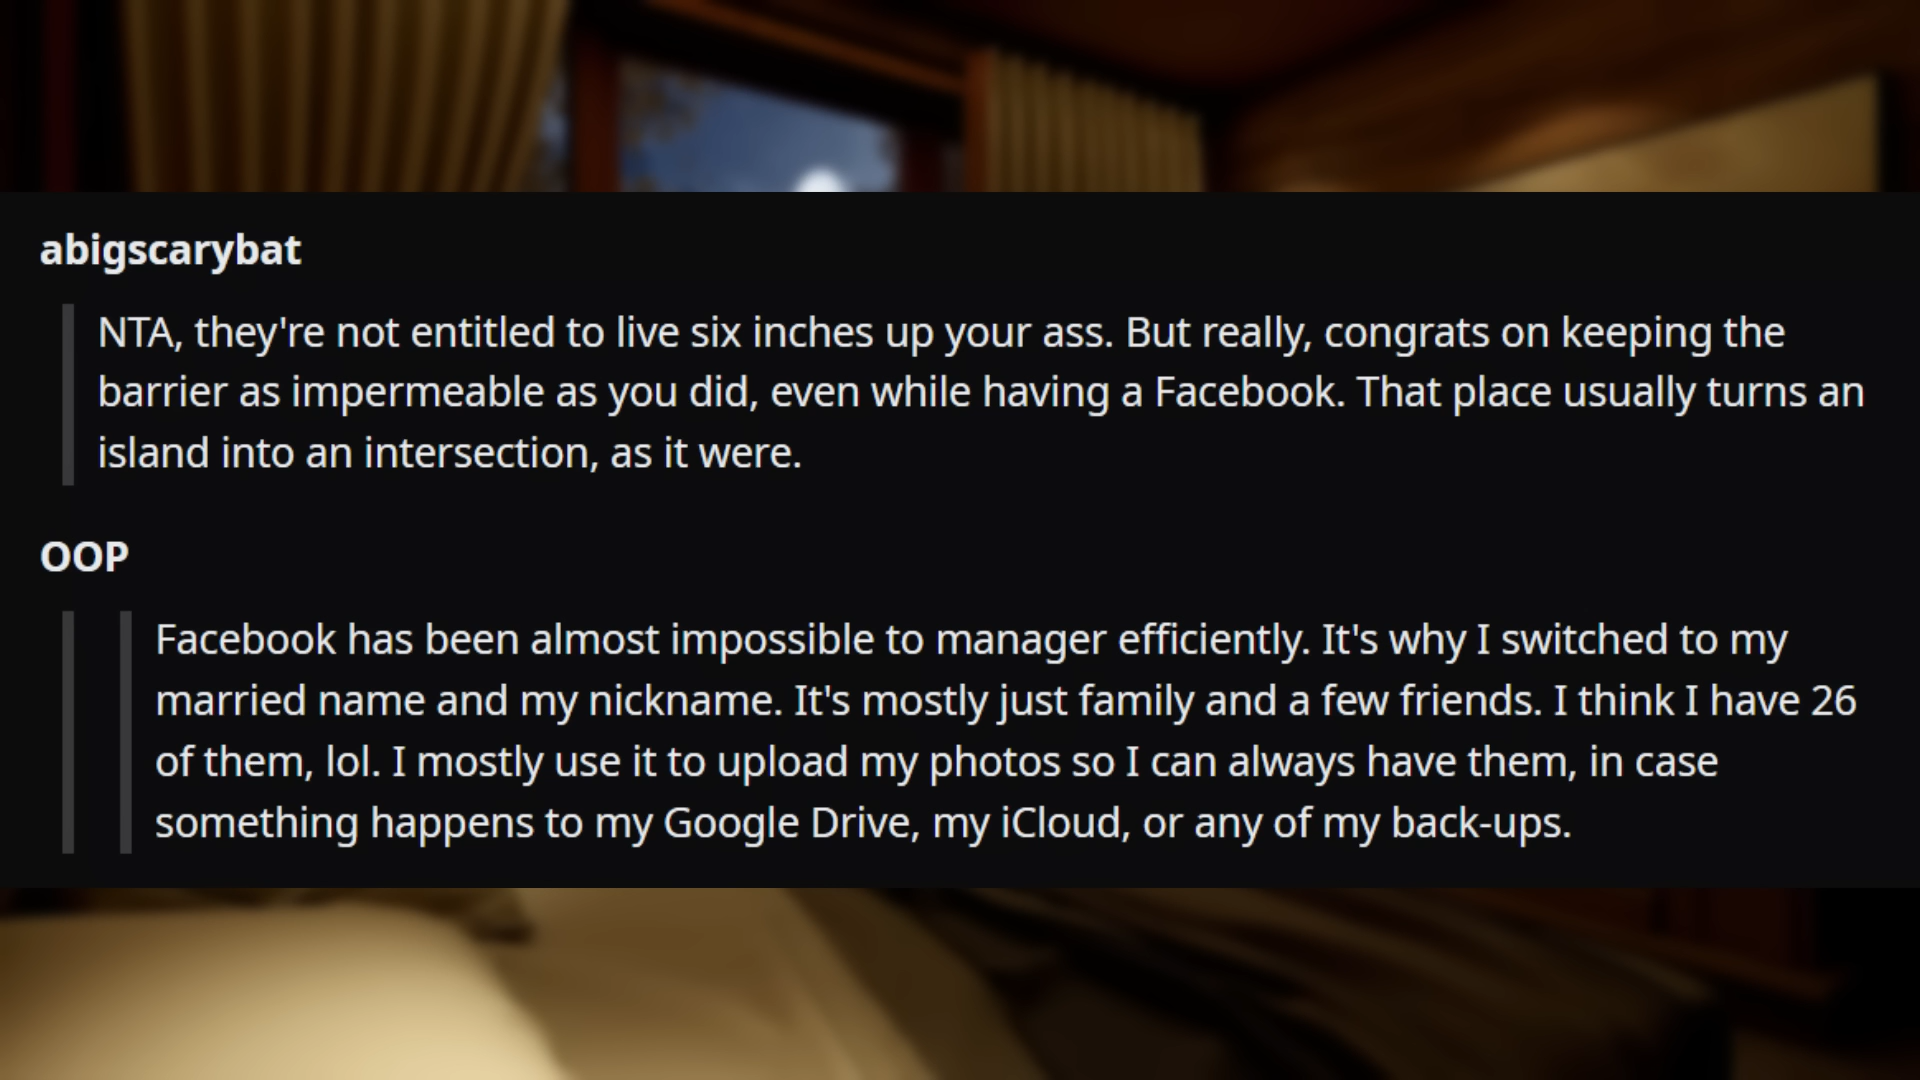 abigscarybat
NTA, they're not entitled to live six inches up your ass. But really, congrats on keeping the
barrier as impermeable as you did, even while having a Facebook. That place usually turns an
island into an intersection, as it were.
OOP
Facebook has been almost impossible to manager efficiently. It's why I switched to my
married name and my nickname. It's mostly just family and a few friends. I think I have 26
of them, lol. I mostly use it to upload my photos so I can always have them, in case
something happens to my Google Drive, my iCloud, or any of my back-ups.